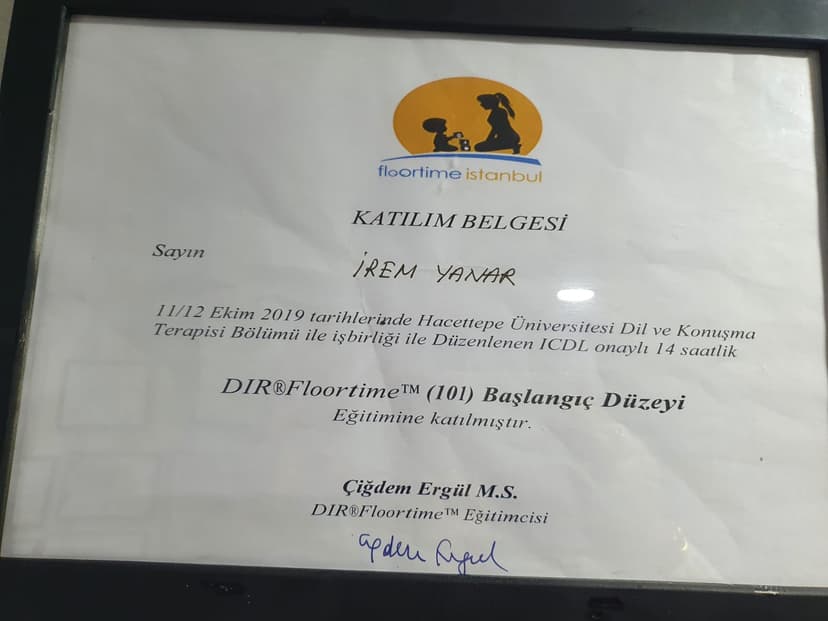 B
floortime istanbul
KATILIM BELGESİ
Sayın
İREM YANAR
11/12 Ekim 2019 tarihlerinde Hacettepe Üniversitesi Dil ve Konuşma
Terapisi Bölümü ile işbirliği ile Düzenlenen ICDL onaylı 14 saatlik
DIR®Floortime™ (101) Başlangıç Düzeyi
Eğitimine katılmıştır.
Çiğdem Ergül M.S.
DIR®Floortime™ Eğitimcisi
Çiğdem Ergül